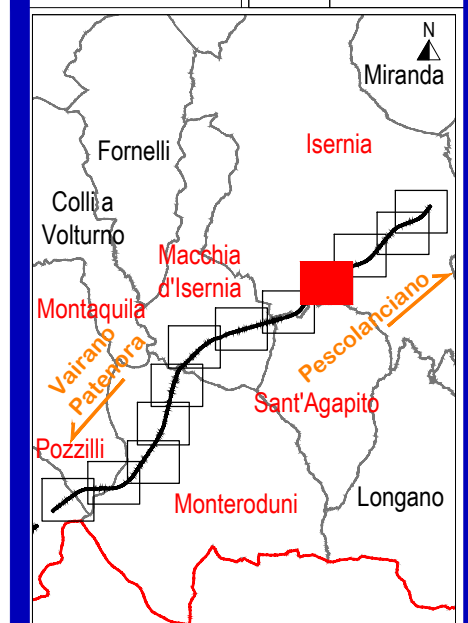 N
Miranda
Isernia
Fornelli
Colli a
Volturno
Macchia
d'Isernia
Montaquila
Pescolanciano
Vairano
Patenora
Sant'Agapito
Pozzilli
Monteroduni
Longano